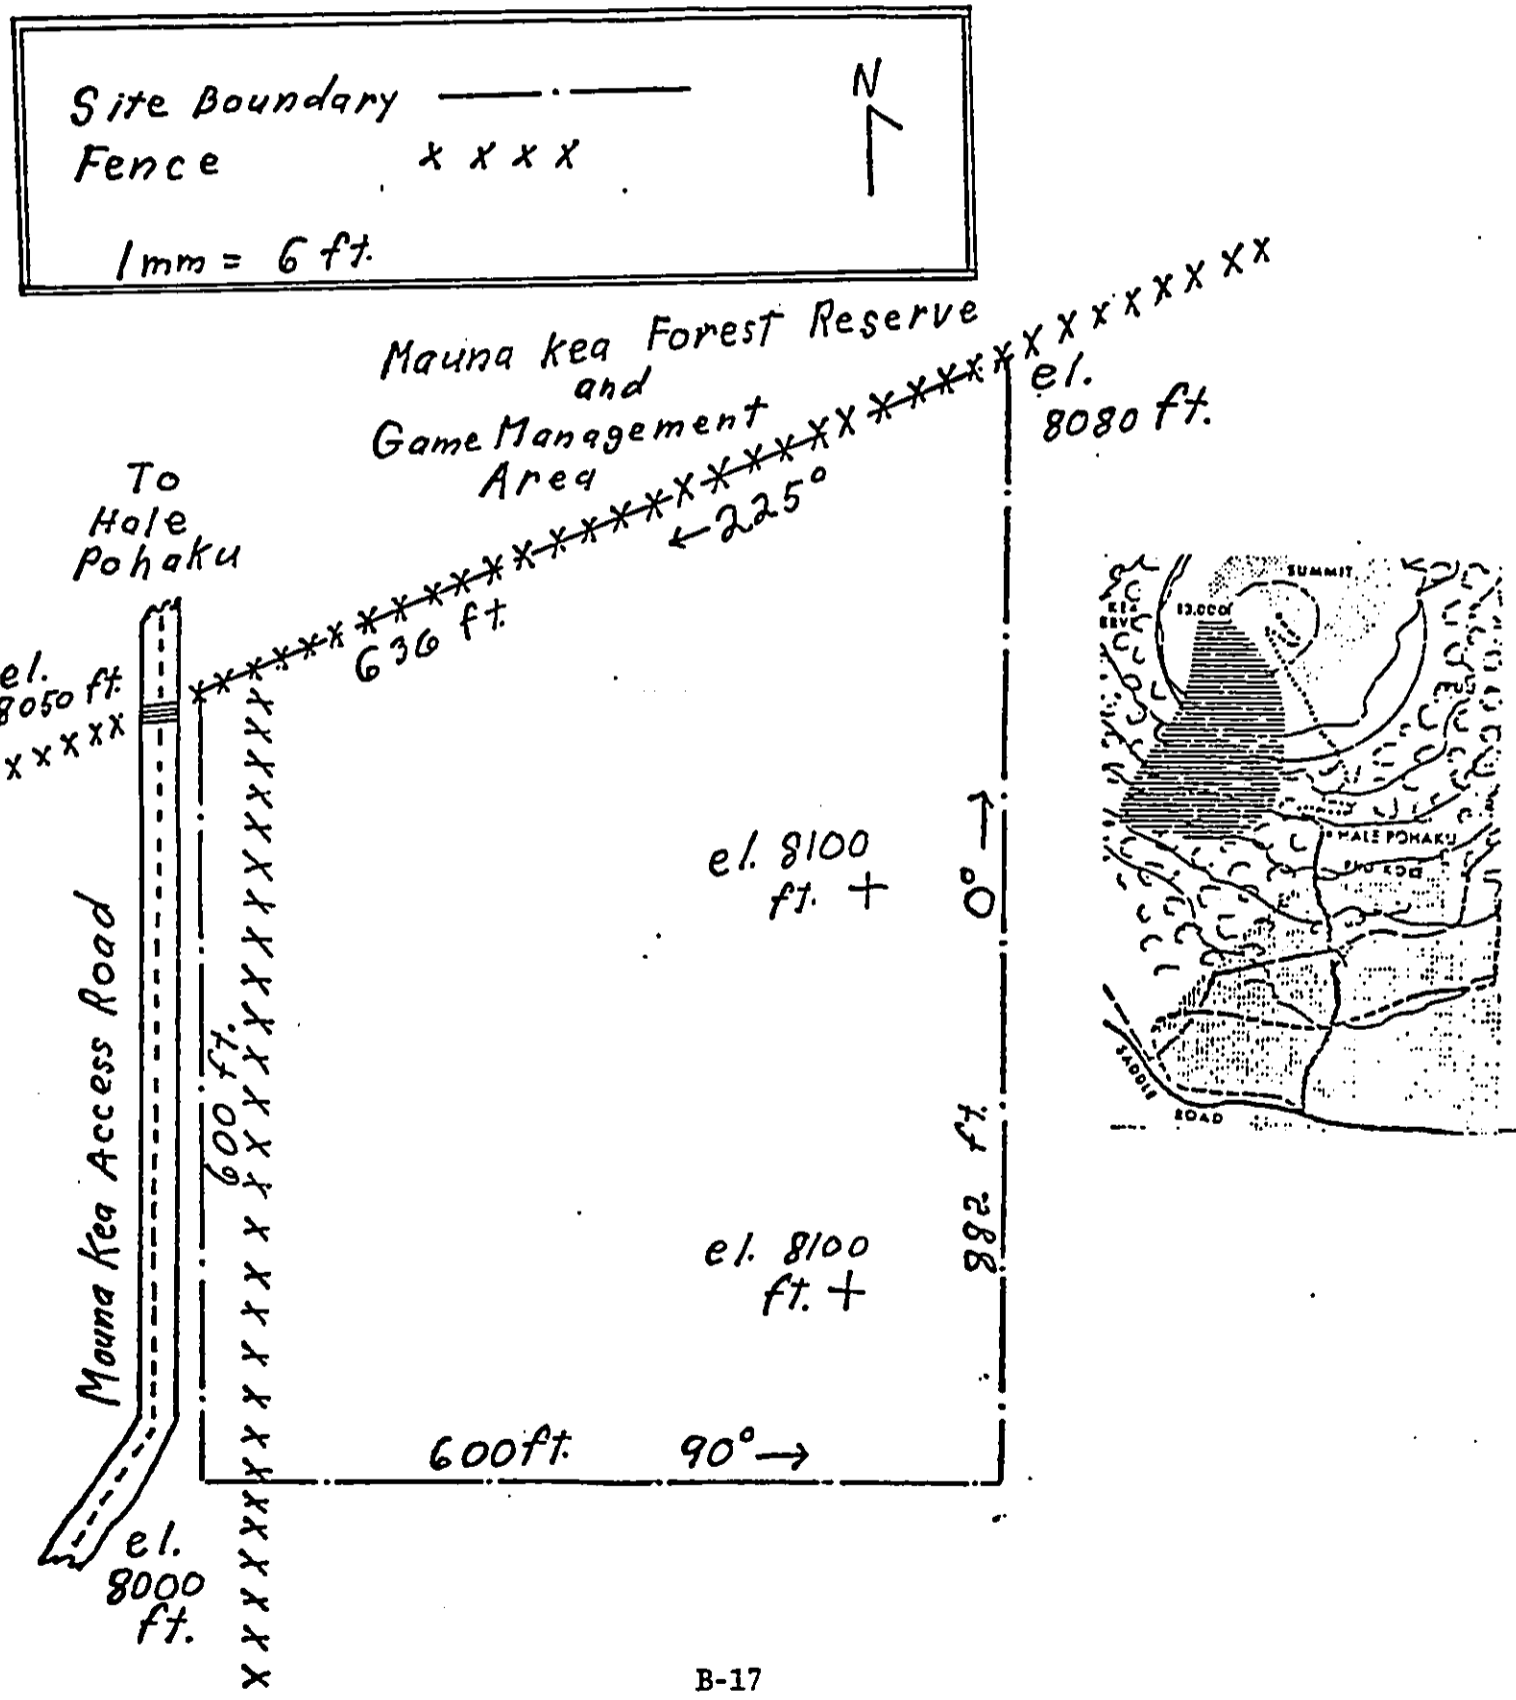 Site Boundary
Fence x x x x
N
1mm = 6 ft.
Mauna Kea Forest Reserve
and
Game Management
Area
el.
8080 ft.
To
Hale
Pohaku
←225°
636 ft.
el.
8050 ft.
Mauna Kea Access Road
600 ft.
el. 8100
ft. +
0° →
882 ft.
el. 8100
ft. +
600 ft. 90° →
el.
8000
ft.
SUMMIT
KEA
13,000
HALE POHAKU
SADDLE
ROAD
B-17